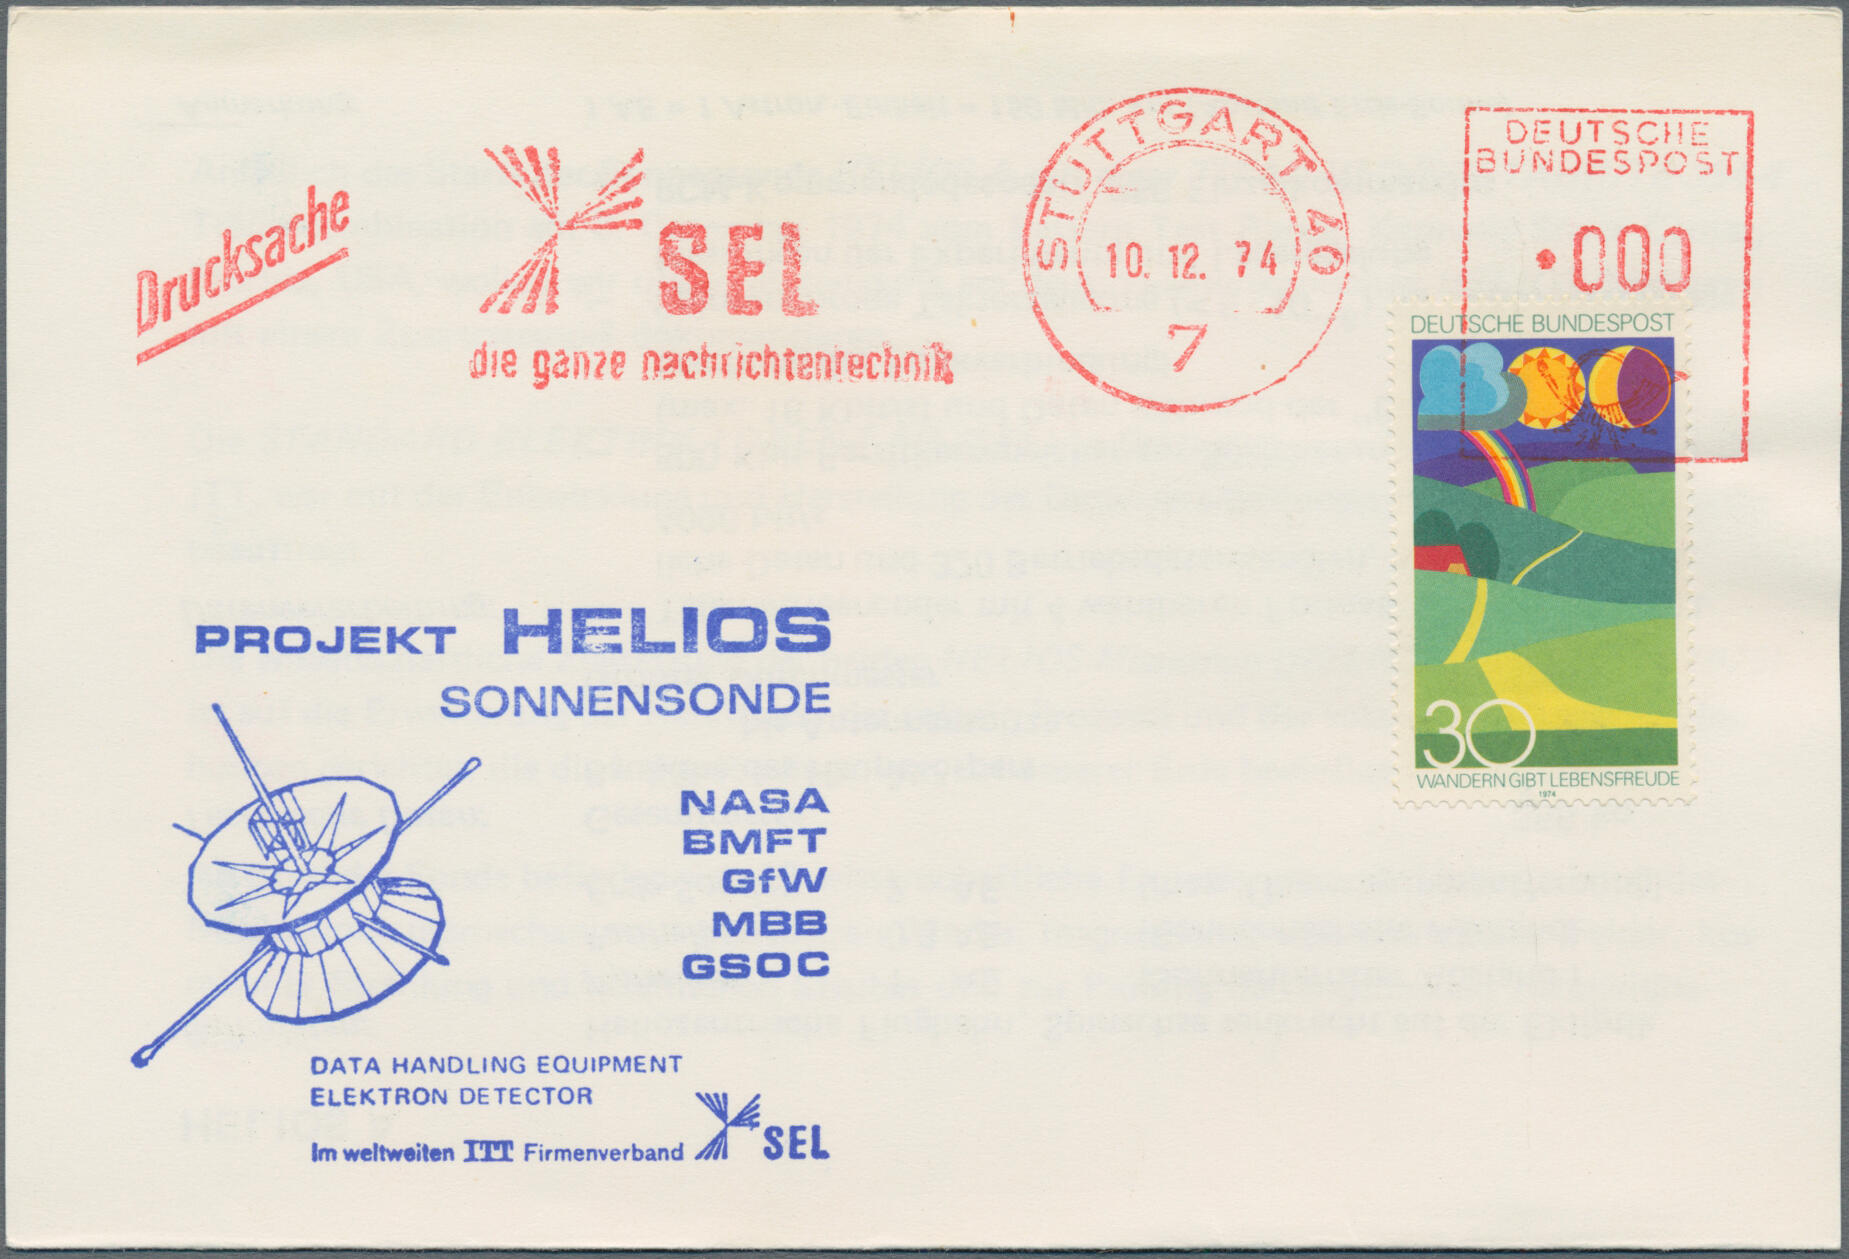 Drucksache
SEL
die ganze nachrichtentechnik
STUTTGART 40
10. 12. 74
7
DEUTSCHE
BUNDESPOST
000
DEUTSCHE BUNDESPOST
30
WANDERN GIBT LEBENSFREUDE
1974
PROJEKT HELIOS
SONNENSONDE
NASA
BMFT
GfW
MBB
GSOC
DATA HANDLING EQUIPMENT
ELEKTRON DETECTOR
Im weltweiten ITT Firmenverband SEL